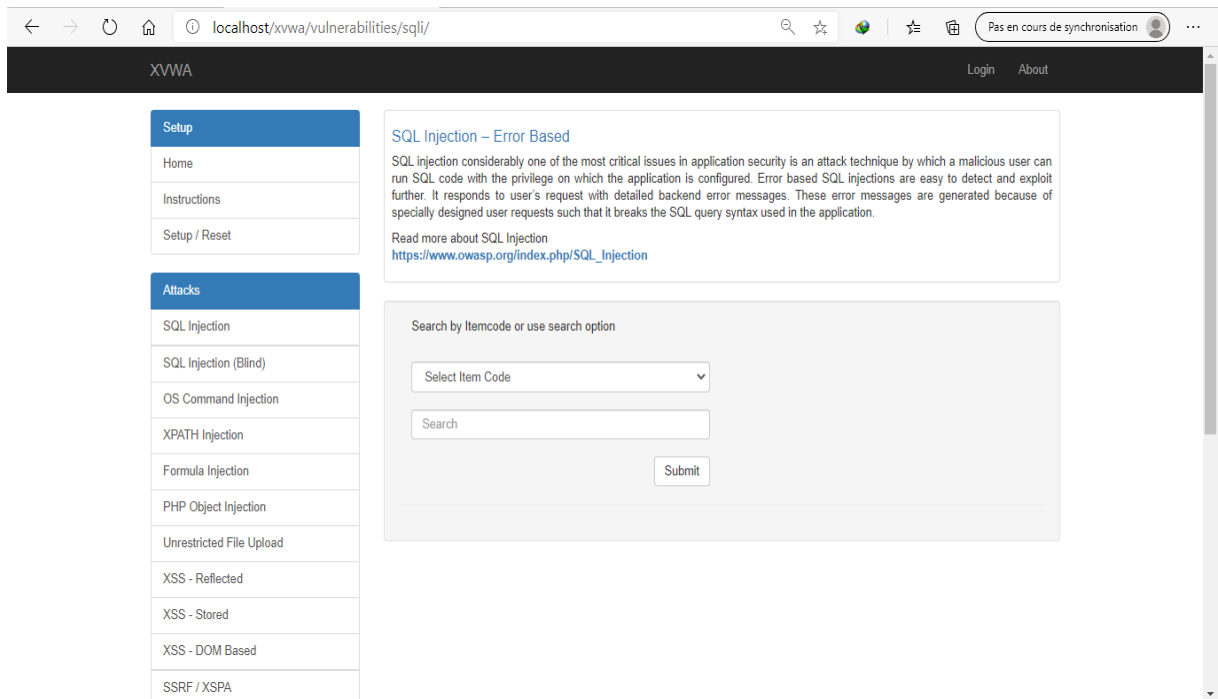 localhost/xvwa/vulnerabilities/sqli/
Pas en cours de synchronisation
XVWA
Login
About
Setup
Home
Instructions
Setup / Reset
Attacks
SQL Injection
SQL Injection (Blind)
OS Command Injection
XPATH Injection
Formula Injection
PHP Object Injection
Unrestricted File Upload
XSS - Reflected
XSS - Stored
XSS - DOM Based
SSRF / XSPA
SQL Injection – Error Based
SQL injection considerably one of the most critical issues in application security is an attack technique by which a malicious user can
run SQL code with the privilege on which the application is configured. Error based SQL injections are easy to detect and exploit
further. It responds to user's request with detailed backend error messages. These error messages are generated because of
specially designed user requests such that it breaks the SQL query syntax used in the application.
Read more about SQL Injection
https://www.owasp.org/index.php/SQL_Injection
Search by Itemcode or use search option
Select Item Code
Search
Submit